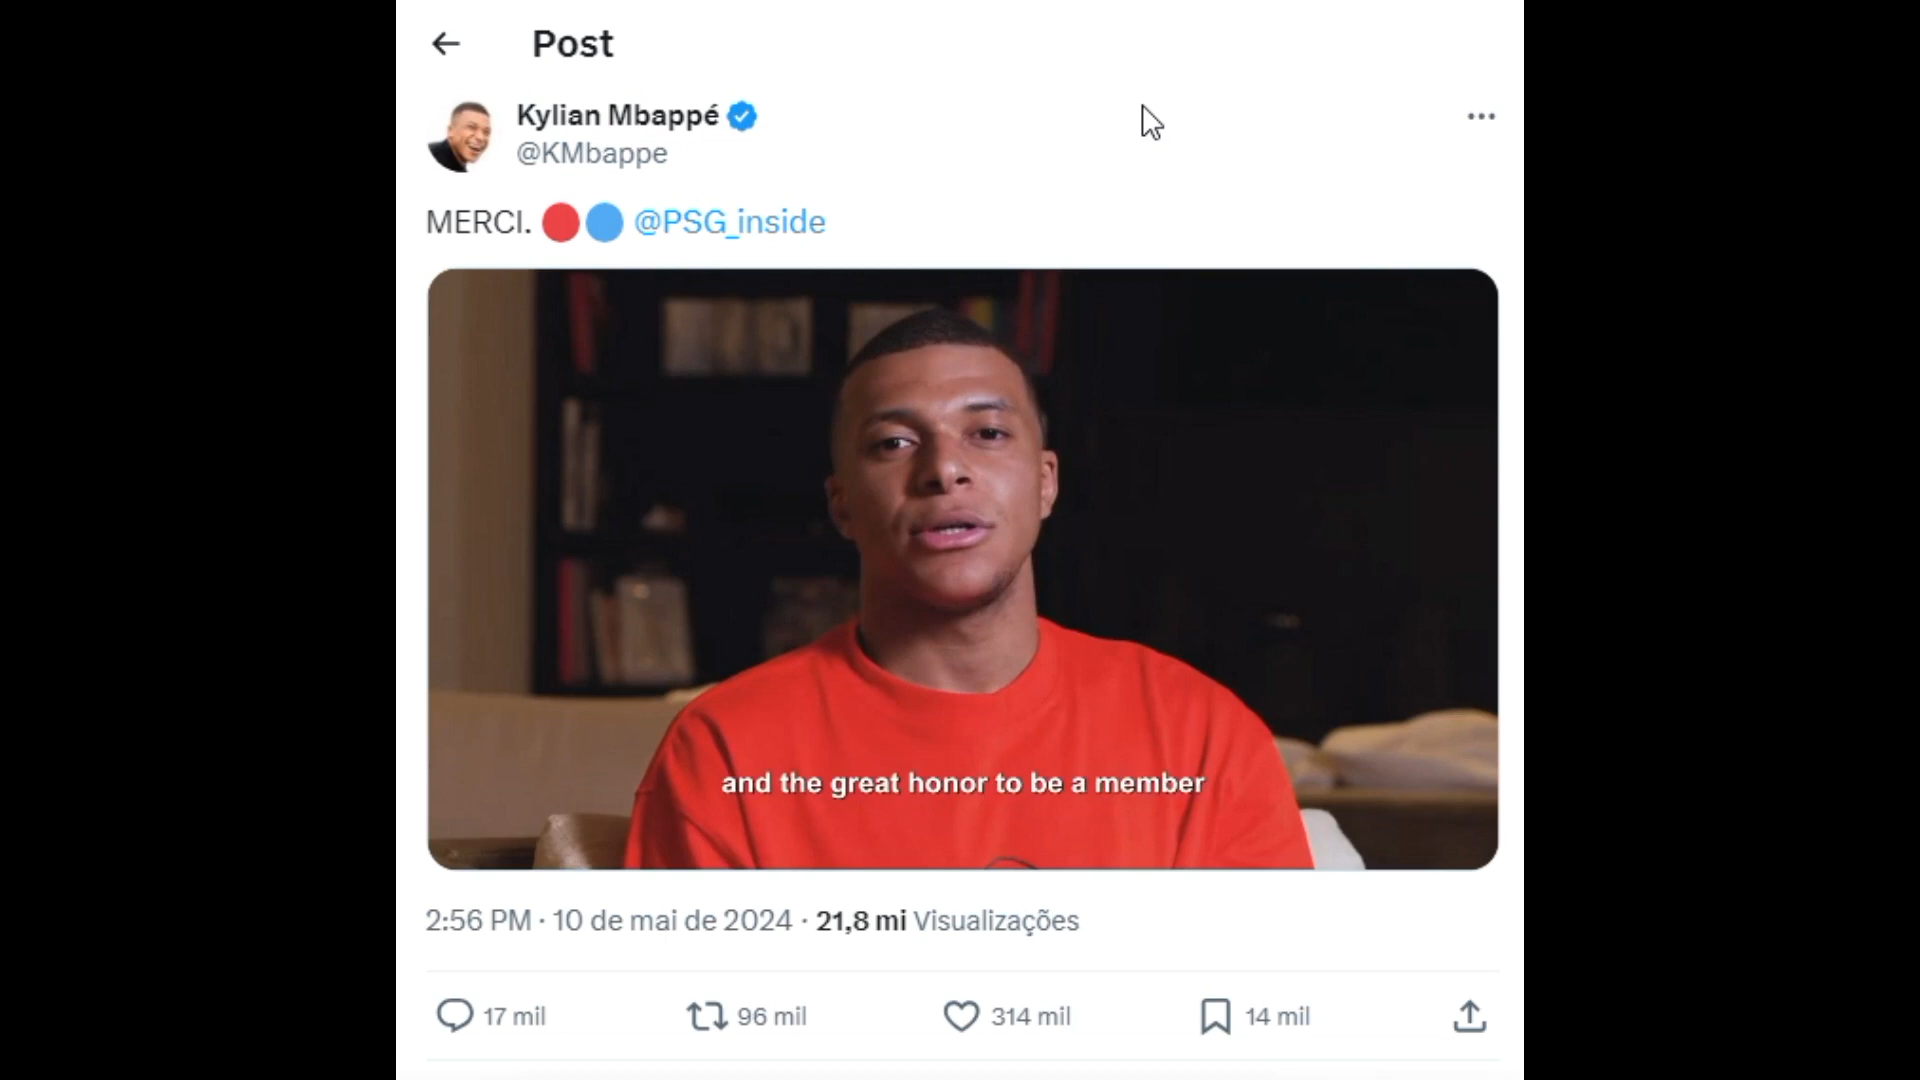 Post
Kylian Mbappé
@KMbappe
MERCI. 🔴🔵 @PSG_inside
and the great honor to be a member
2:56 PM · 10 de mai de 2024 · 21,8 mi Visualizações
17 mil 96 mil 314 mil 14 mil